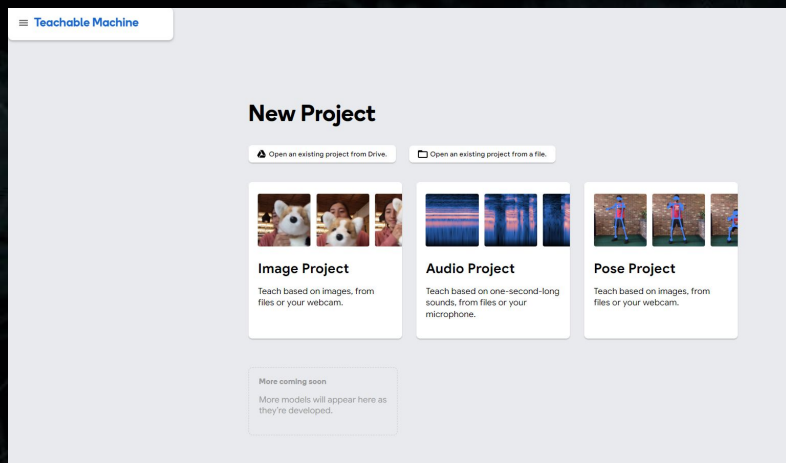 Teachable Machine
New Project
Open an existing project from Drive.
Open an existing project from a file.
Image Project
Teach based on images, from
files or your webcam.
Audio Project
Teach based on one-second-long
sounds, from files or your
microphone.
Pose Project
Teach based on images, from
files or your webcam.
More coming soon
More models will appear here as
they're developed.